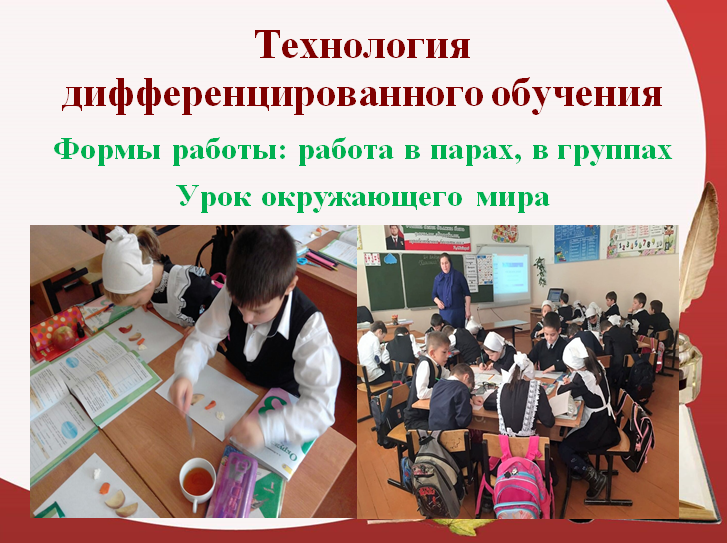 Технология
дифференцированного обучения
Формы работы: работа в парах, в группах
Урок окружающего мира